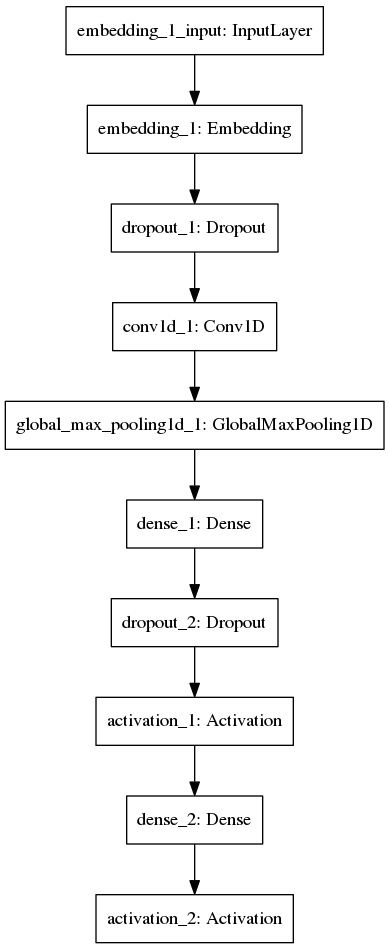 embedding_1_input: InputLayer
embedding_1: Embedding
dropout_1: Dropout
conv1d_1: Conv1D
global_max_pooling1d_1: GlobalMaxPooling1D
dense_1: Dense
dropout_2: Dropout
activation_1: Activation
dense_2: Dense
activation_2: Activation